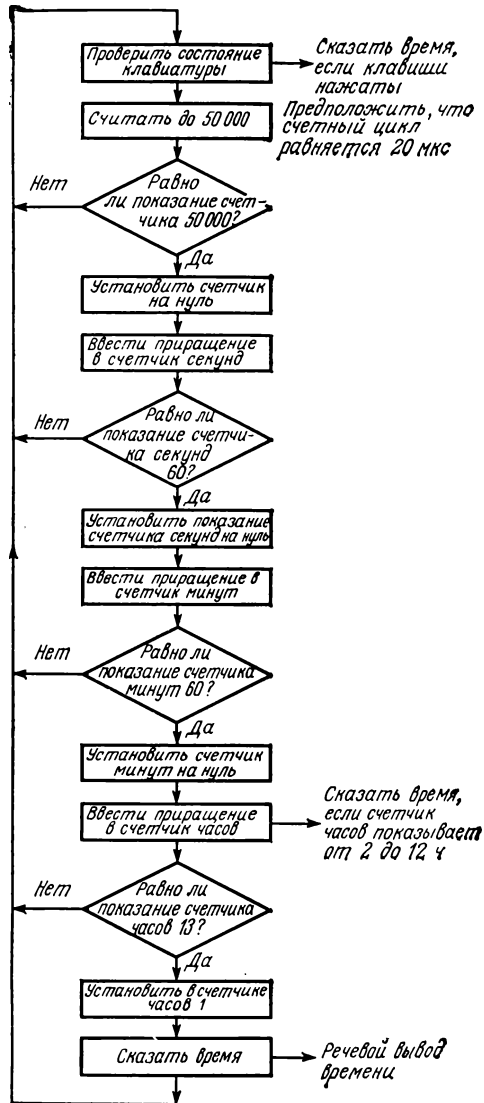 Проверить состояние
клавиатуры
Сказать время,
если клавиши
нажаты
Считать до 50 000
Предположить, что
счетный цикл
равняется 20 мкс
Нет
Равно
ли показание счет-
чика 50 000?
Да
Установить счетчик
на нуль
Ввести приращение
в счетчик секунд
Нет
Равно ли
показание счетчи-
ка секунд
60?
Да
Установить показание
счетчика секунд на нуль
Ввести приращение в
счетчик минут
Нет
Равно ли
показание счетчика
минут 60?
Да
Установить счетчик
минут на нуль
Ввести приращение
в счетчик часов
Сказать время,
если счетчик
часов показывает
от 2 до 12 ч
Нет
Равно ли
показание счетчика
часов 13?
Да
Установить в счетчике
часов 1
Сказать время
Речевой вывод
времени